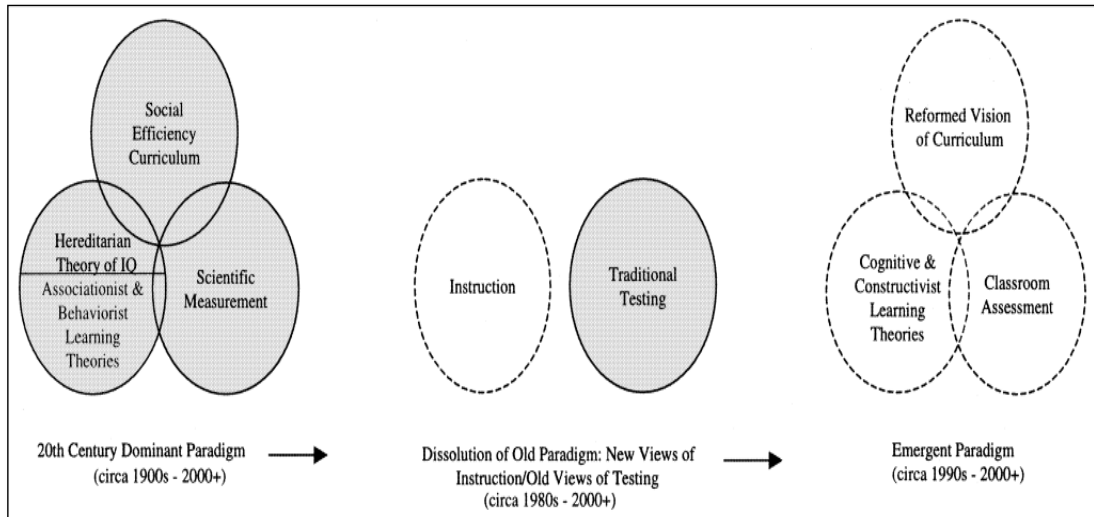 Social
Efficiency
Curriculum
Hereditarian
Theory of IQ
Associationist &
Behaviorist
Learning
Theories
Scientific
Measurement
20th Century Dominant Paradigm
(circa 1900s - 2000+)
Instruction
Traditional
Testing
Dissolution of Old Paradigm: New Views of
Instruction/Old Views of Testing
(circa 1980s - 2000+)
Reformed Vision
of Curriculum
Cognitive &
Constructivist
Learning
Theories
Classroom
Assessment
Emergent Paradigm
(circa 1990s - 2000+)